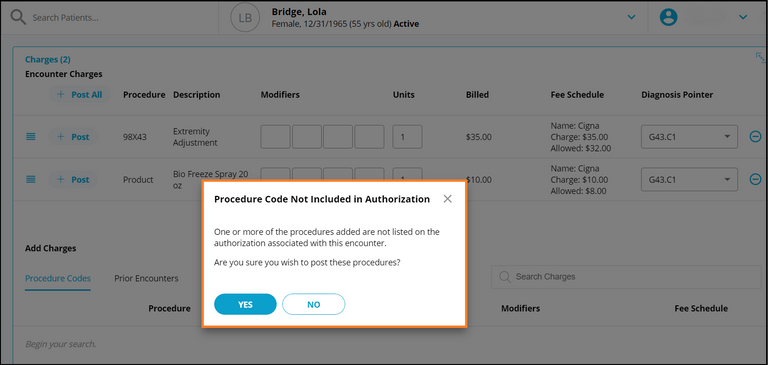 Search Patients...
LB
Bridge, Lola
Female, 12/31/1965 (55 yrs old) Active
Charges (2)
Encounter Charges
+ Post All Procedure Description Modifiers Units Billed Fee Schedule Diagnosis Pointer
+ Post 98X43 Extremity Adjustment 1 $35.00 Name: Cigna Charge: $35.00 Allowed: $32.00 G43.C1
+ Post Product Bio Freeze Spray 20 oz 1 $10.00 Name: Cigna Charge: $10.00 Allowed: $8.00 G43.C1
Procedure Code Not Included in Authorization
One or more of the procedures added are not listed on the
authorization associated with this encounter.
Are you sure you wish to post these procedures?
YES NO
Add Charges
Procedure Codes Prior Encounters Search Charges
Procedure Modifiers Fee Schedule
Begin your search.